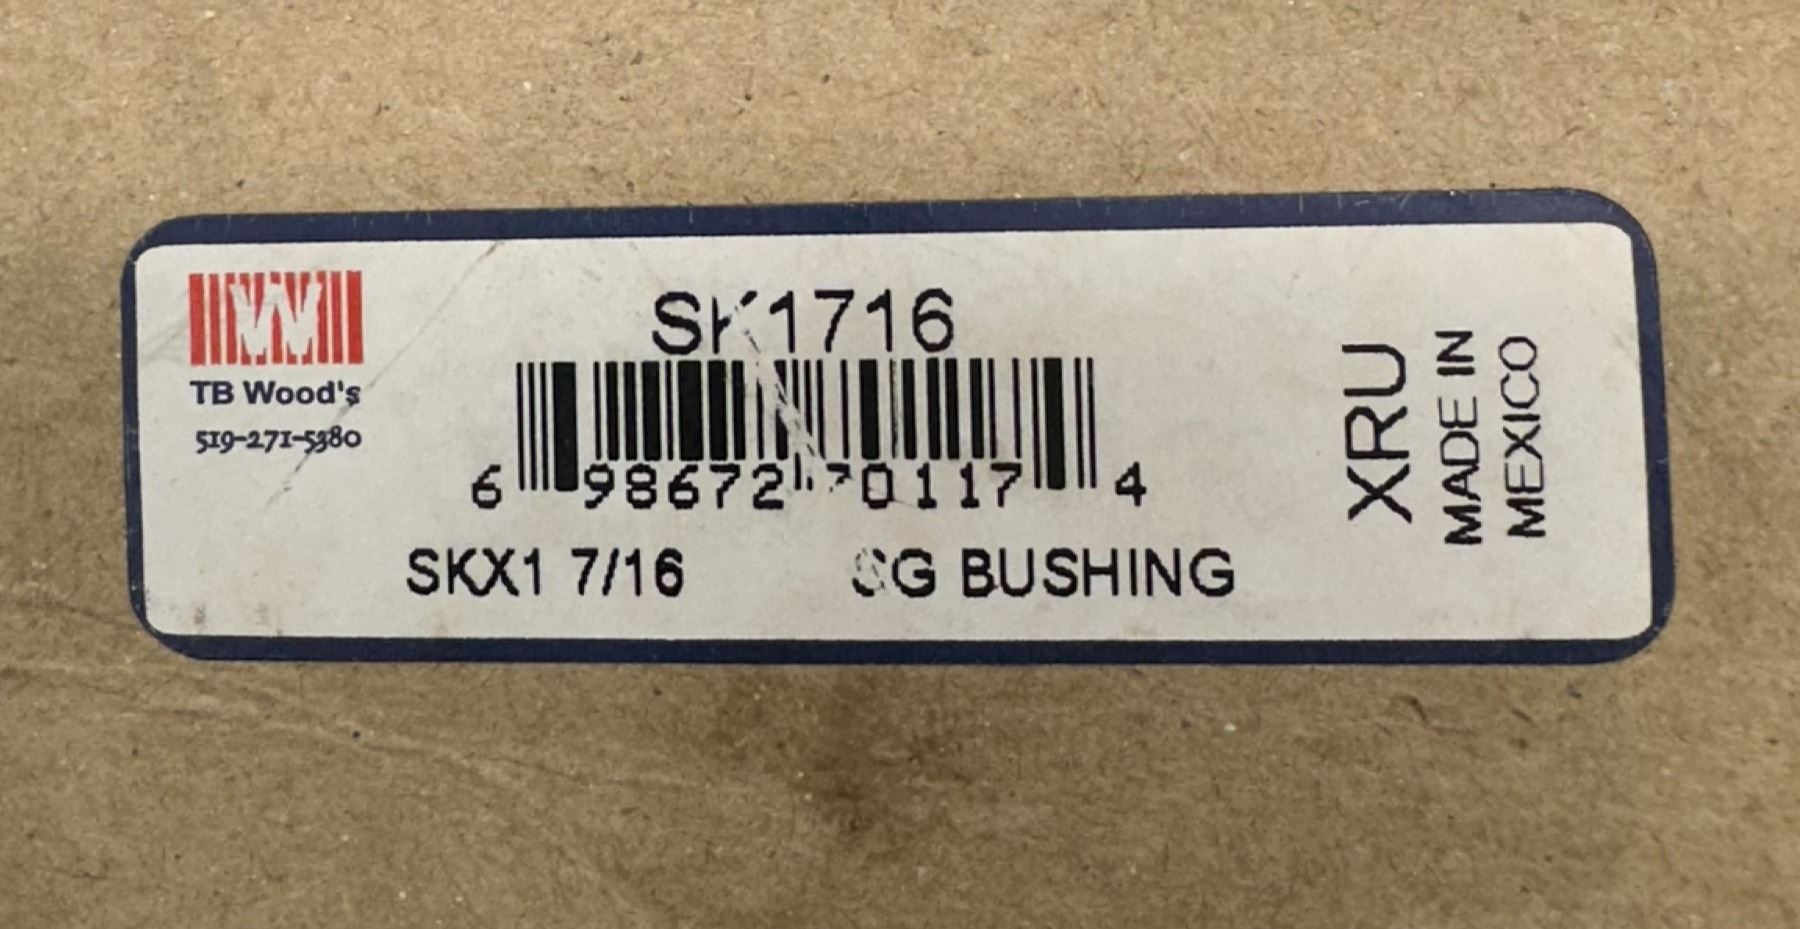 TB Wood's
519-271-5380
SK1716
6 98672 70117 4
SKX1 7/16 SG BUSHING
XRU
MADE IN
MEXICO